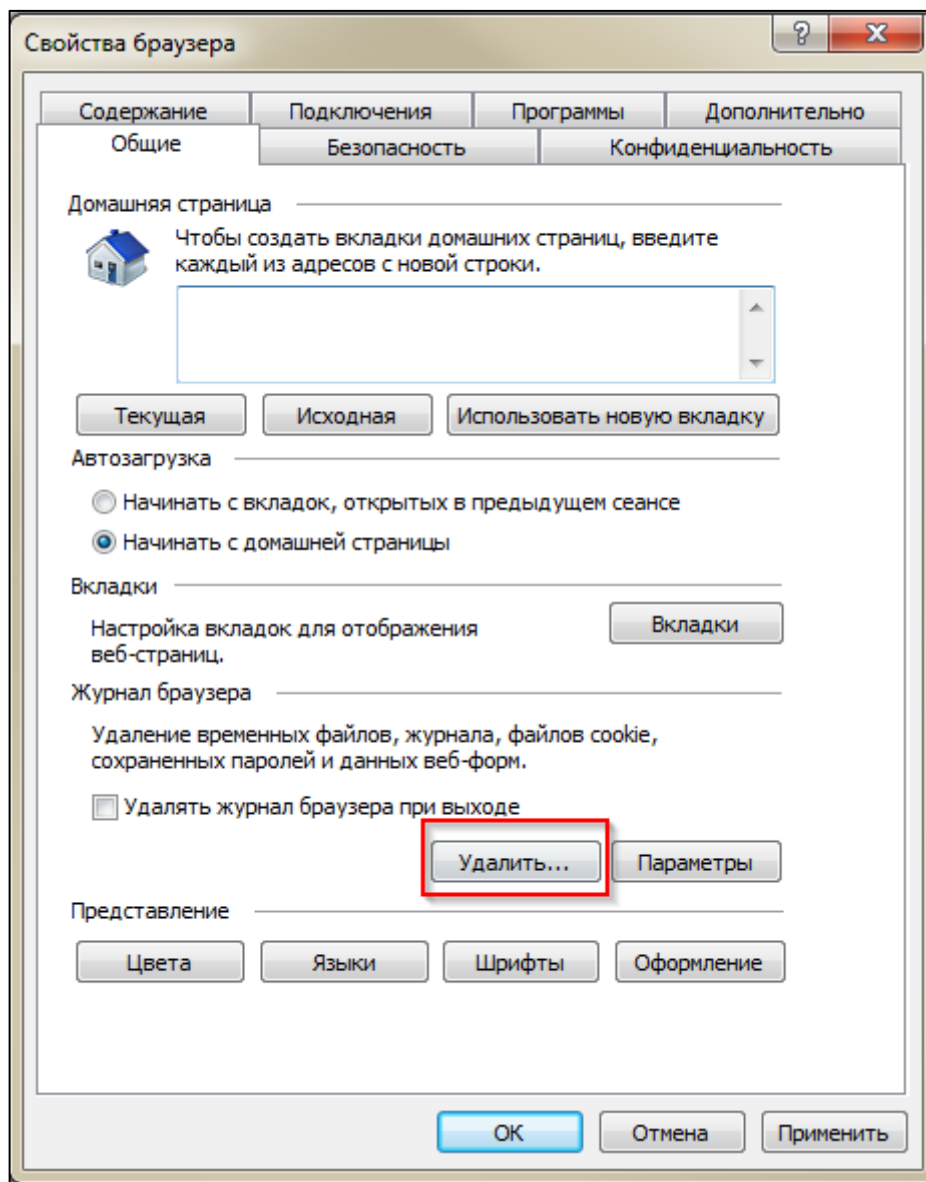 Свойства браузера
Содержание Подключения Программы Дополнительно
Общие Безопасность Конфиденциальность
Домашняя страница
Чтобы создать вкладки домашних страниц, введите
каждый из адресов с новой строки.
Текущая Исходная Использовать новую вкладку
Автозагрузка
Начинать с вкладок, открытых в предыдущем сеансе
Начинать с домашней страницы
Вкладки
Настройка вкладок для отображения
веб-страниц.
Вкладки
Журнал браузера
Удаление временных файлов, журнала, файлов cookie,
сохраненных паролей и данных веб-форм.
Удалять журнал браузера при выходе
Удалить... Параметры
Представление
Цвета Языки Шрифты Оформление
ОК Отмена Применить